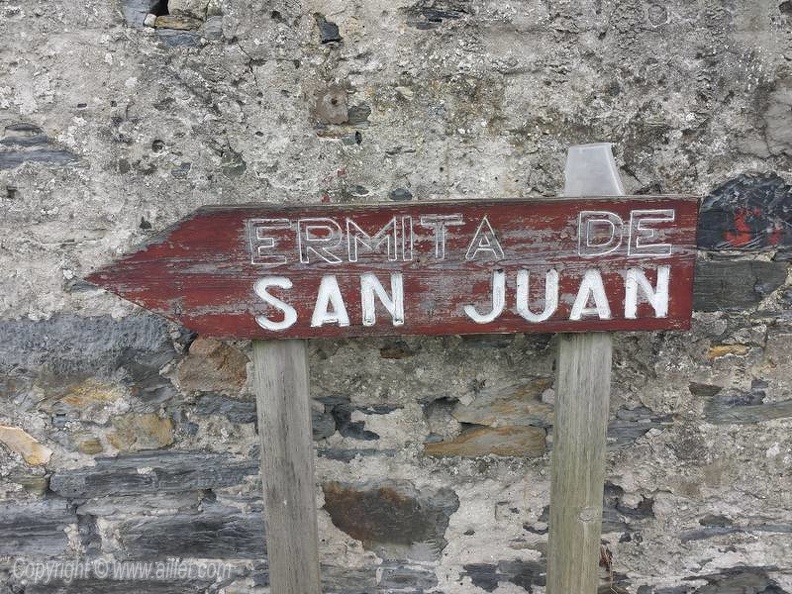 ERMITA DE
SAN JUAN
Copyright © www.aillet.com